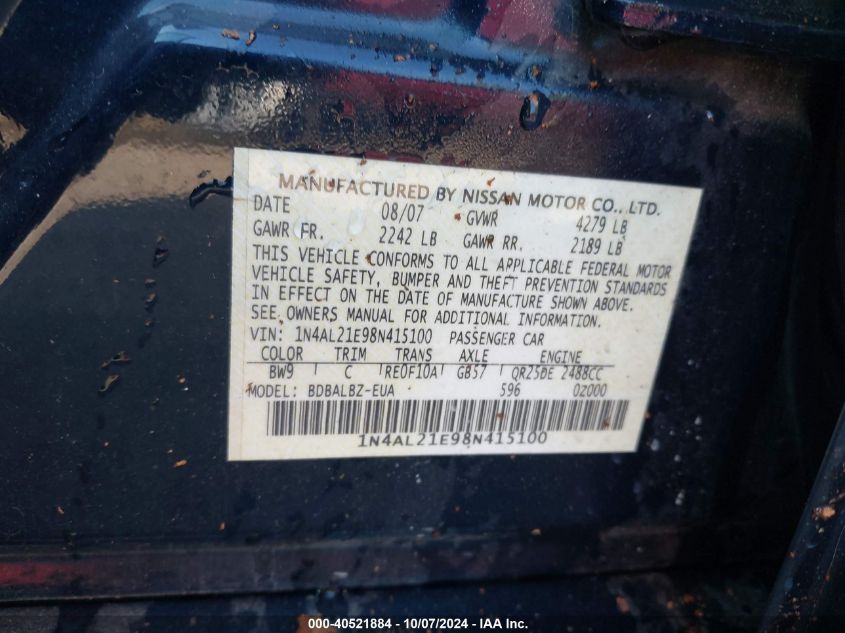 MANUFACTURED BY NISSAN MOTOR CO., LTD.
DATE 08/07 GVWR 4279 LB
GAWR FR. 2242 LB GAWR RR. 2189 LB
THIS VEHICLE CONFORMS TO ALL APPLICABLE FEDERAL MOTOR
VEHICLE SAFETY, BUMPER AND THEFT PREVENTION STANDARDS
IN EFFECT ON THE DATE OF MANUFACTURE SHOWN ABOVE.
SEE OWNERS MANUAL FOR ADDITIONAL INFORMATION.
VIN: 1N4AL21E98N415100 PASSENGER CAR
COLOR TRIM TRANS AXLE ENGINE
BW9 C RE0F10A GB57 QR25DE 2488CC
MODEL: BDBALBZ-EUA 596 0Z000
1N4AL21E98N415100
000-40521884 - 10/07/2024 - IAA Inc.